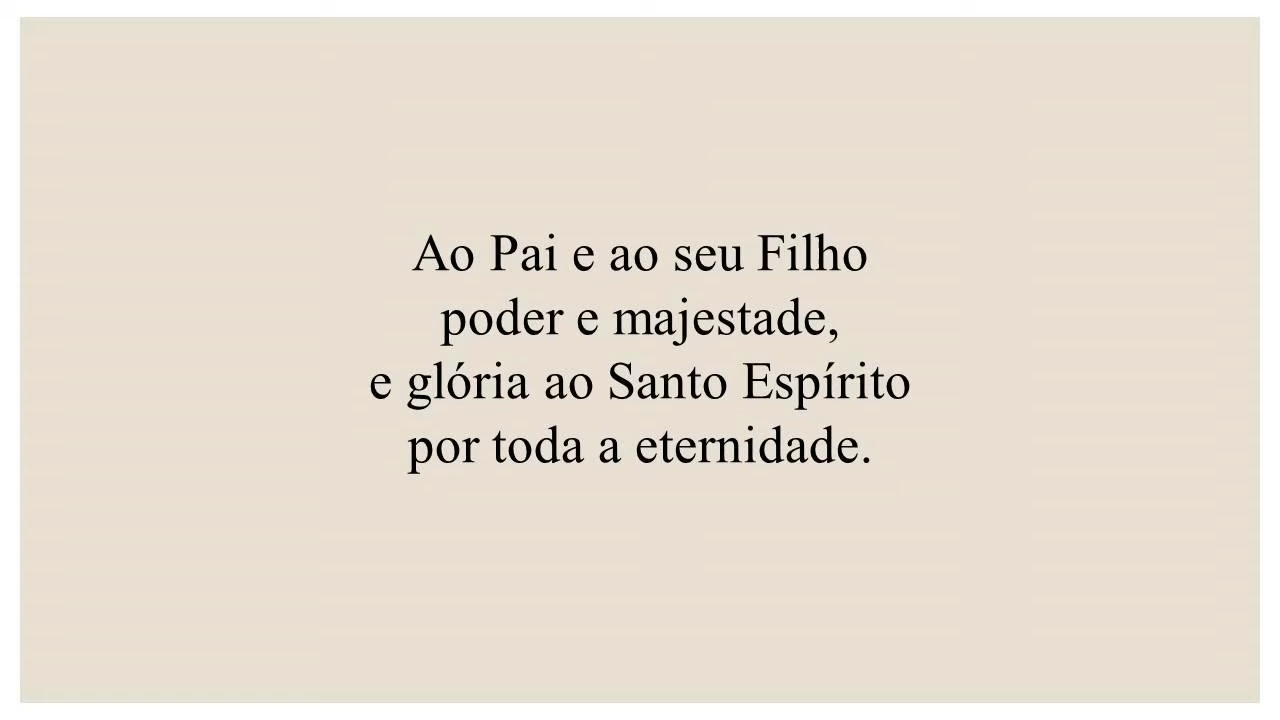 Ao Pai e ao seu Filho
poder e majestade,
e glória ao Santo Espírito
por toda a eternidade.